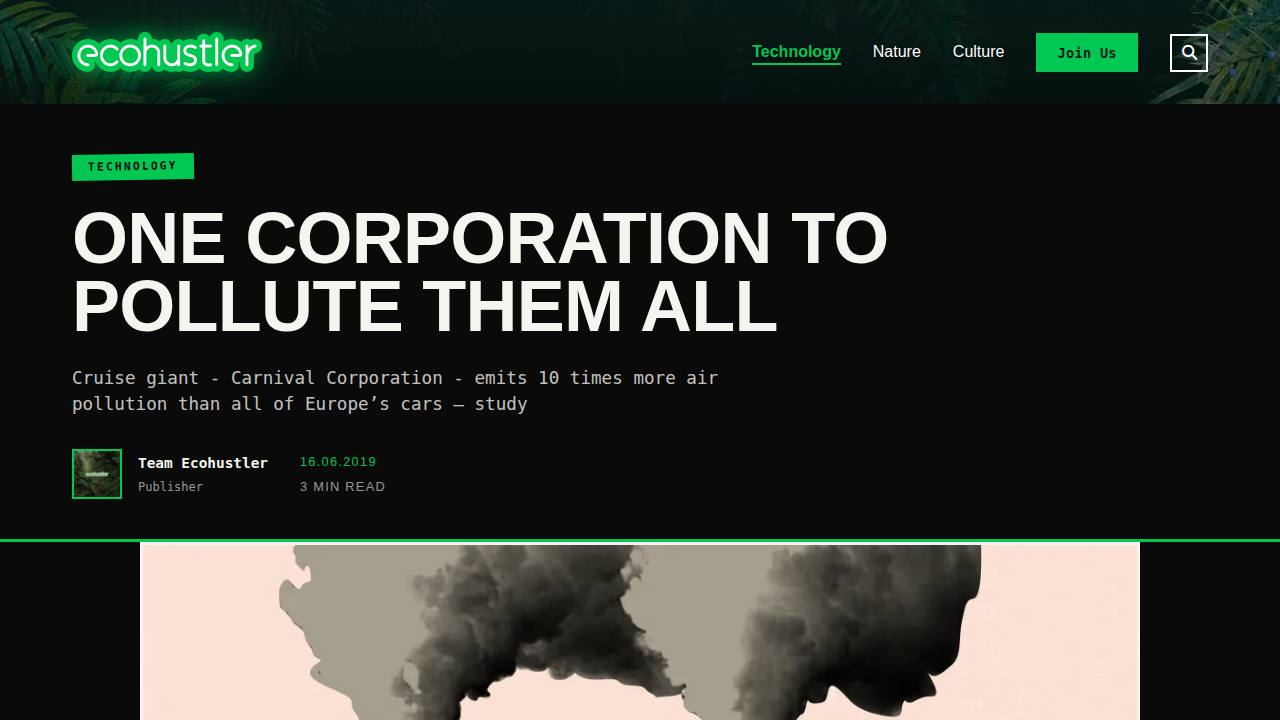 ecohustler
Technology
Nature
Culture
Join Us
TECHNOLOGY
ONE CORPORATION TO
POLLUTE THEM ALL
Cruise giant - Carnival Corporation - emits 10 times more air
pollution than all of Europe’s cars – study
ecohustler
Team Ecohustler
Publisher
16.06.2019
3 MIN READ